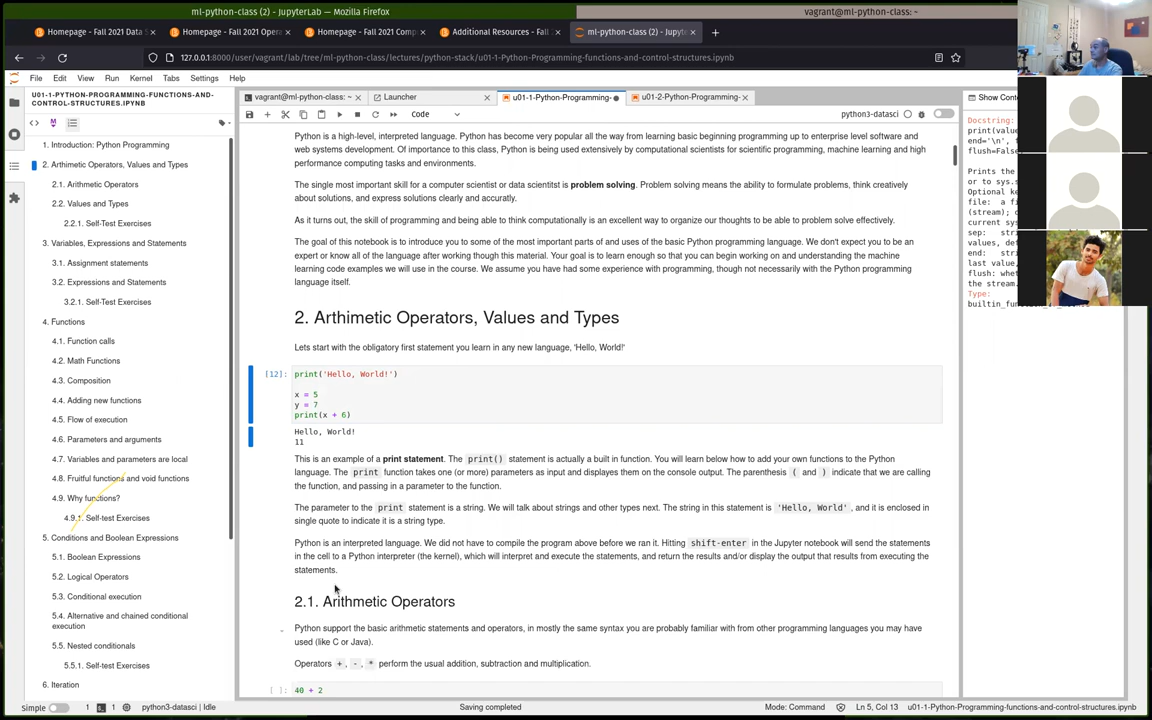 ml-python-class (2) - JupyterLab — Mozilla Firefox
vagrant@ml-python-class: ~
Homepage - Fall 2021 Data S
Homepage - Fall 2021 Opera
Homepage - Fall 2021 Comp
Additional Resources - Fall
ml-python-class (2) - Jupyte
127.0.0.1:8000/user/vagrant/lab/tree/ml-python-class/lectures/python-stack/u01-1-Python-Programming-functions-and-control-structures.ipynb
File Edit View Run Kernel Tabs Settings Help
U01-1-PYTHON-PROGRAMMING-FUNCTIONS-AND-
CONTROL-STRUCTURES.IPYNB
1. Introduction: Python Programming
2. Arthimetic Operators, Values and Types
2.1. Arithmetic Operators
2.2. Values and Types
2.2.1. Self-Test Exercises
3. Variables, Expressions and Statements
3.1. Assignment statements
3.2. Expressions and Statements
3.2.1. Self-Test Exercises
4. Functions
4.1. Function calls
4.2. Math Functions
4.3. Composition
4.4. Adding new functions
4.5. Flow of execution
4.6. Parameters and arguments
4.7. Variables and parameters are local
4.8. Fruitful functions and void functions
4.9. Why functions?
4.9.1. Self-test Exercises
5. Conditions and Boolean Expressions
5.1. Boolean Expressions
5.2. Logical Operators
5.3. Conditional execution
5.4. Alternative and chained conditional
execution
5.5. Nested conditionals
5.5.1. Self-test Exercises
6. Iteration
vagrant@ml-python-class: ~
Launcher
u01-1-Python-Programming-
u01-2-Python-Programming-
Code
python3-datasci
Python is a high-level, interpreted language. Python has become very popular all the way from learning basic beginning programming up to enterprise level software and
web systems development. Of importance to this class, Python is being used extensively by computational scientists for scientific programming, machine learning and high
performance computing tasks and environments.
The single most important skill for a computer scientist or data scientist is problem solving. Problem solving means the ability to formulate problems, think creatively
about solutions, and express solutions clearly and accurately.
As it turns out, the skill of programming and being able to think computationally is an excellent way to organize our thoughts to be able to problem solve effectively.
The goal of this notebook is to introduce you to some of the most important parts of and uses of the basic Python programming language. We don't expect you to be an
expert or know all of the language after working though this material. Your goal is to learn enough so that you can begin working on and understanding the machine
learning code examples we will use in the course. We assume you have had some experience with programming, though not necessarily with the Python programming
language itself.
2. Arthimetic Operators, Values and Types
Lets start with the obligatory first statement you learn in any new language, 'Hello, World!'
[12]: print('Hello, World!')
x = 5
y = 7
print(x + 6)
Hello, World!
11
This is an example of a print statement. The print() statement is actually a built in function. You will learn below how to add your own functions to the Python
language. The print function takes one (or more) parameters as input and displayes them on the console output. The parenthesis ( and ) indicate that we are calling
the function, and passing in a parameter to the function.
The parameter to the print statement is a string. We will talk about strings and other types next. The string in this statement is 'Hello, World' , and it is enclosed in
single quote to indicate it is a string type.
Python is an interpreted language. We did not have to compile the program above before we ran it. Hitting shift-enter in the Jupyter notebook will send the statements
in the cell to a Python interpreter (the kernel), which will interpret and execute the statements, and return the results and/or display the output that results from executing the
statements.
2.1. Arithmetic Operators
Python support the basic arithmetic statements and operators, in mostly the same syntax you are probably familiar with from other programming languages you may have
used (like C or Java).
Operators + , - , * perform the usual addition, subtraction and multiplication.
[ ]: 40 + 2
Show Cont
Docstring:
print(valu
end='\n',
flush=Fals
Prints the
or to sys.
Optional k
file: a fi
(stream); d
current sy
sep: stri
values, de
end: stri
last value,
flush: whet
the stream.
Type:
Simple
1
python3-datasci | Idle
Saving completed
Mode: Command
Ln 5, Col 13
u01-1-Python-Programming-functions-and-control-structures.ipynb